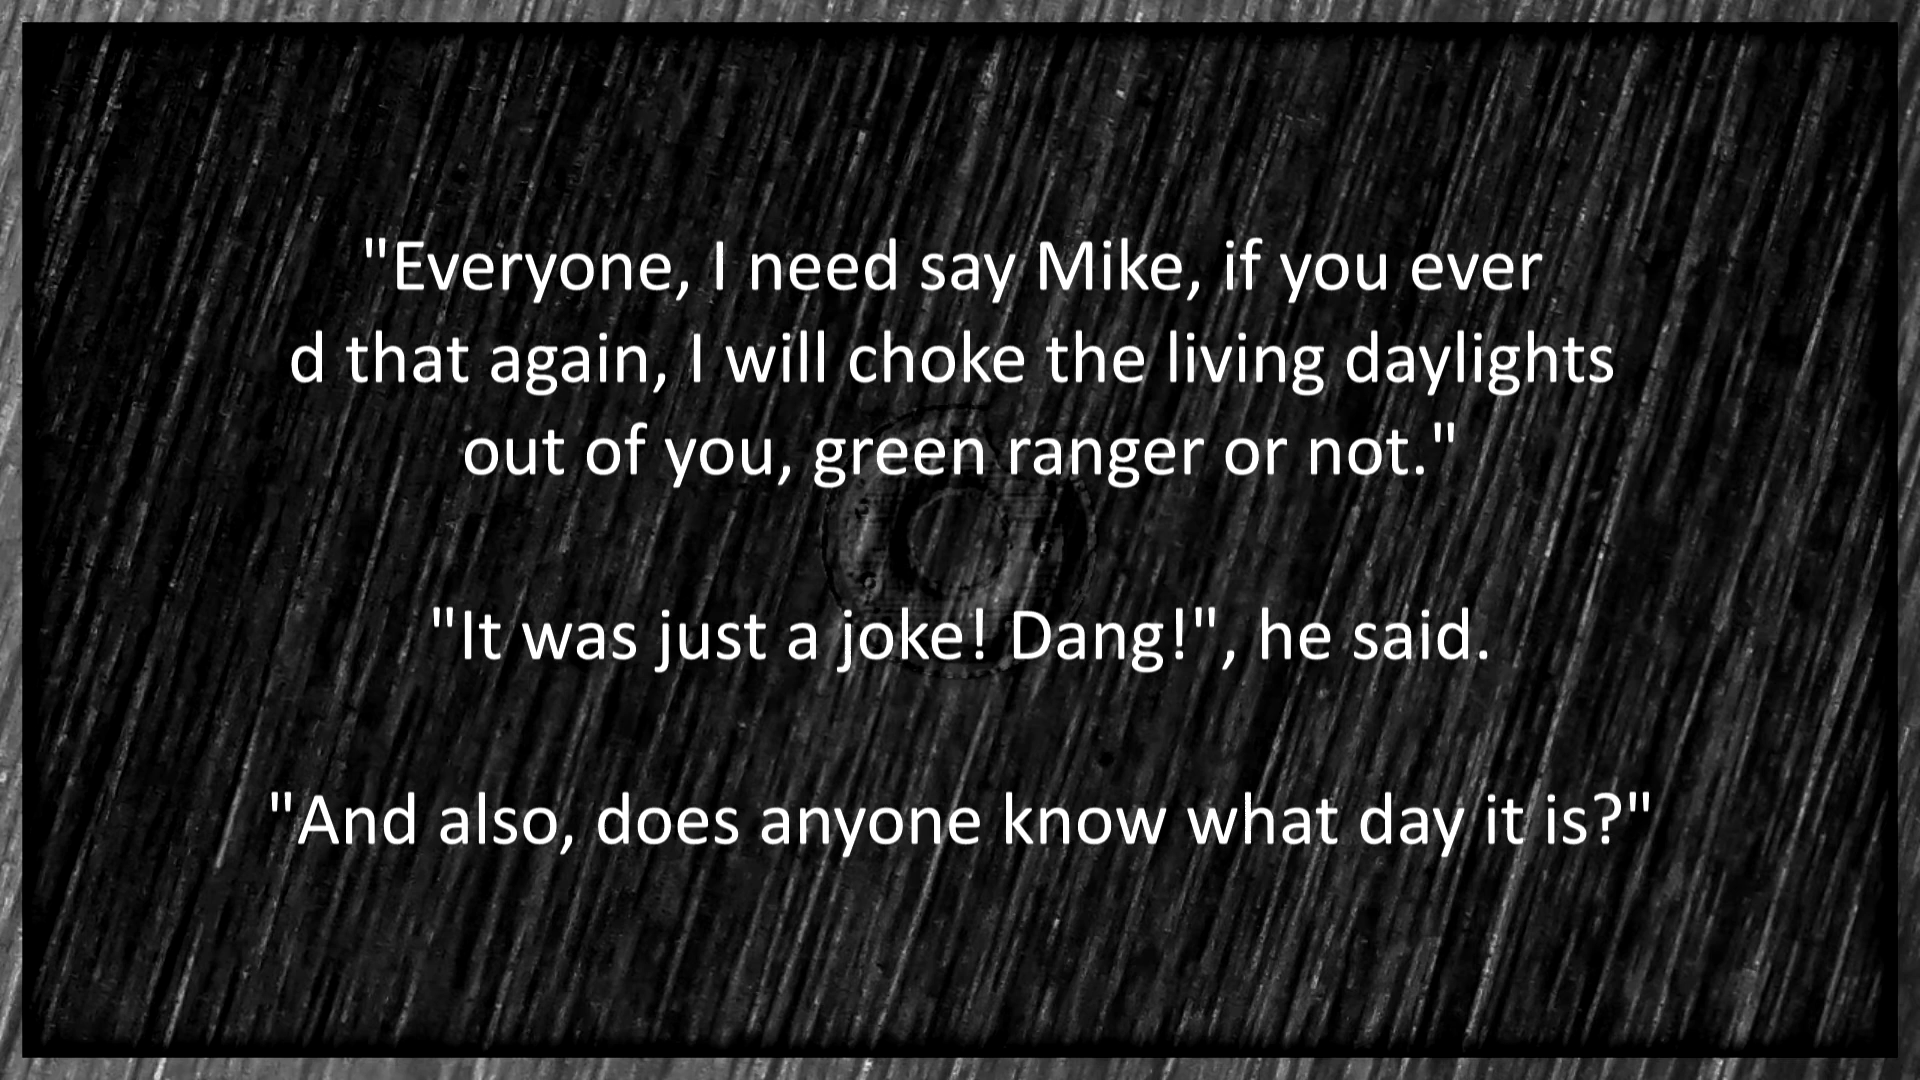 "Everyone, I need say Mike, if you ever
d that again, I will choke the living daylights
out of you, green ranger or not."
"It was just a joke! Dang!", he said.
"And also, does anyone know what day it is?"